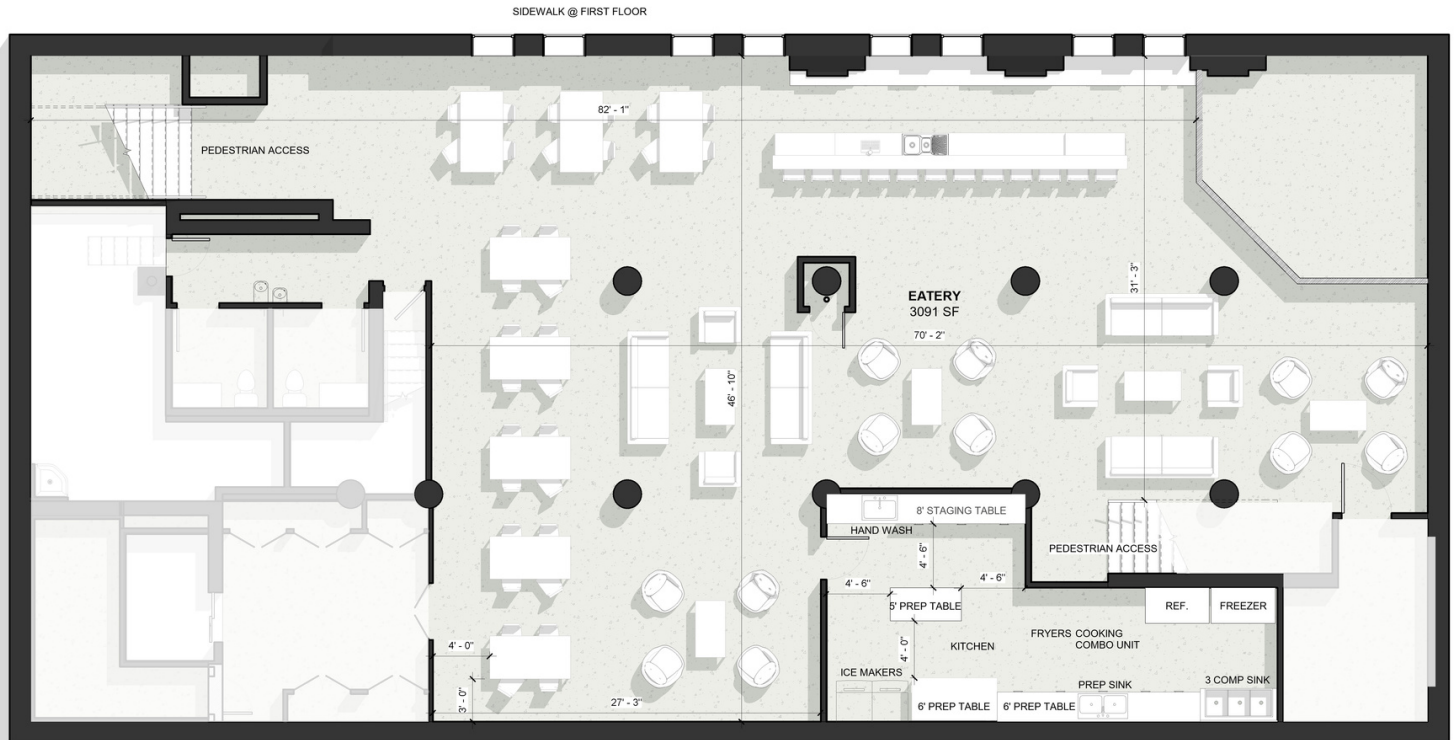 SIDEWALK @ FIRST FLOOR
82' - 1"
PEDESTRIAN ACCESS
31' - 3"
EATERY
3091 SF
70' - 2"
46' - 10"
8' STAGING TABLE
HAND WASH
PEDESTRIAN ACCESS
4' - 6"
4' - 6"
4' - 6"
5' PREP TABLE
REF.
FREEZER
FRYERS COOKING
COMBO UNIT
KITCHEN
4' - 0"
4' - 0"
ICE MAKERS
PREP SINK
3 COMP SINK
3' - 0"
27' - 3"
6' PREP TABLE
6' PREP TABLE